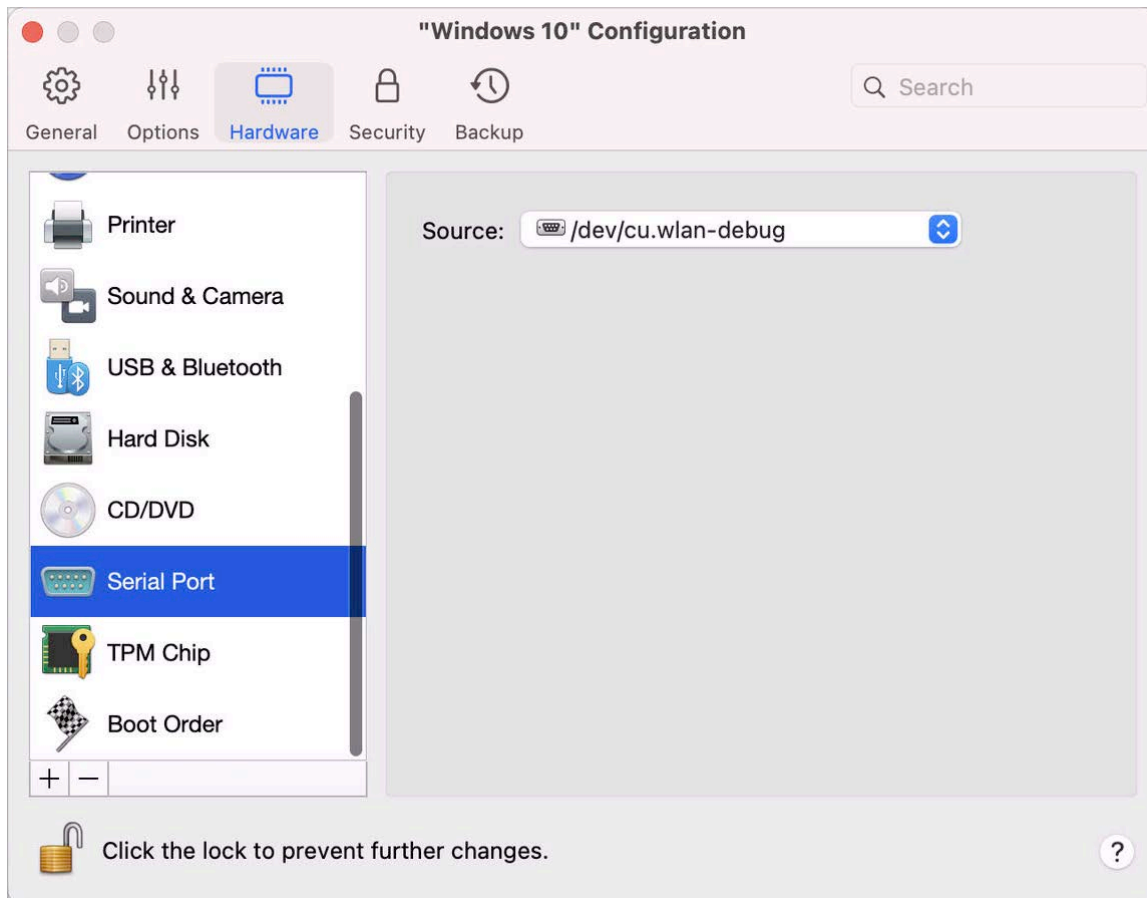 "Windows 10" Configuration
General Options Hardware Security Backup
Search
Printer
Sound & Camera
USB & Bluetooth
Hard Disk
CD/DVD
Serial Port
TPM Chip
Boot Order
+ −
Source: /dev/cu.wlan-debug
Click the lock to prevent further changes.
?